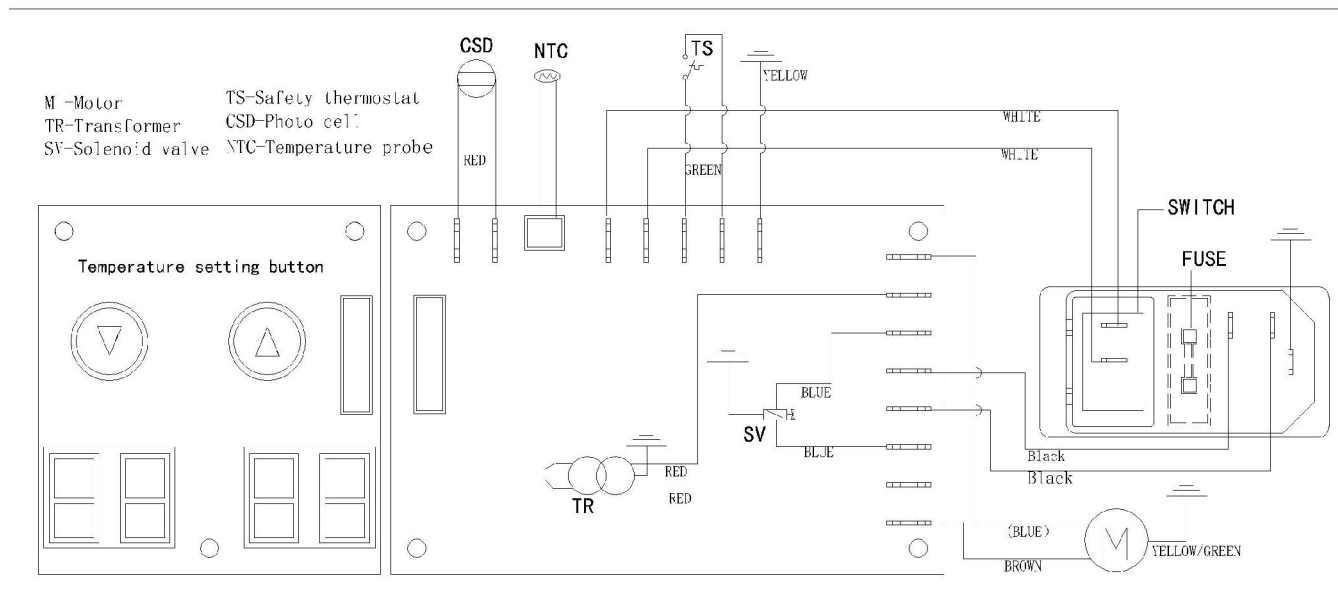 CSD
NTC
TS
YELLOW
M -Motor
TR-Transformer
SV-Solenoid valve
TS-Safety thermostat
CSD-Photo cell
NTC-Temperature probe
WHITE
WHITE
RED
GREEN
SWITCH
FUSE
Temperature setting button
BLUE
SV
BLUE
RED
RED
TR
Black
Black
(BLUE)
BROWN
M
YELLOW/GREEN